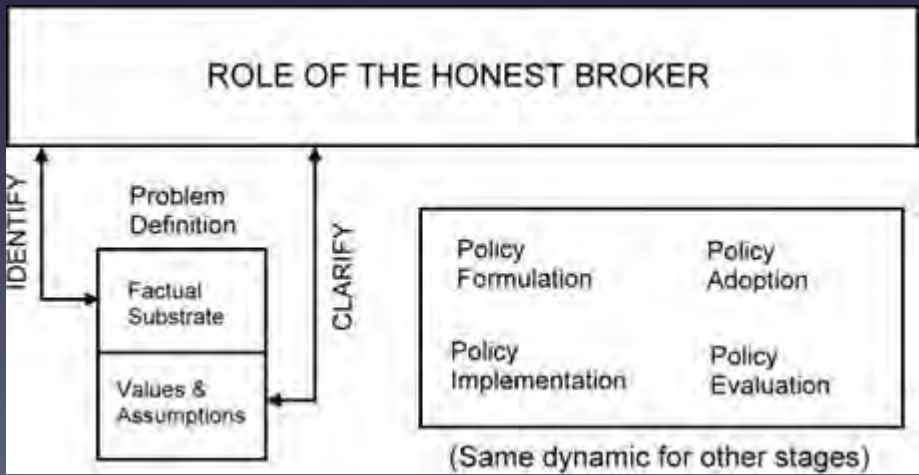 ROLE OF THE HONEST BROKER
IDENTIFY
Problem
Definition
Factual
Substrate
Values &
Assumptions
CLARIFY
Policy
Formulation
Policy
Adoption
Policy
Implementation
Policy
Evaluation
(Same dynamic for other stages)